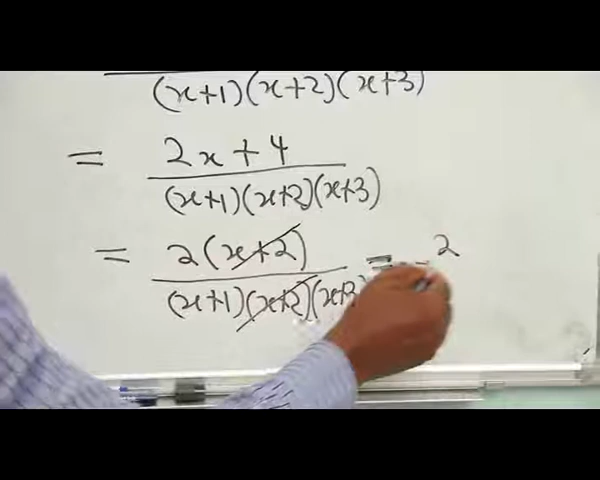 (x+1)(x+2)(x+3)
= 2x+4
(x+1)(x+2)(x+3)
= 2(x+2) = 2
(x+1)(x+2)(x+3